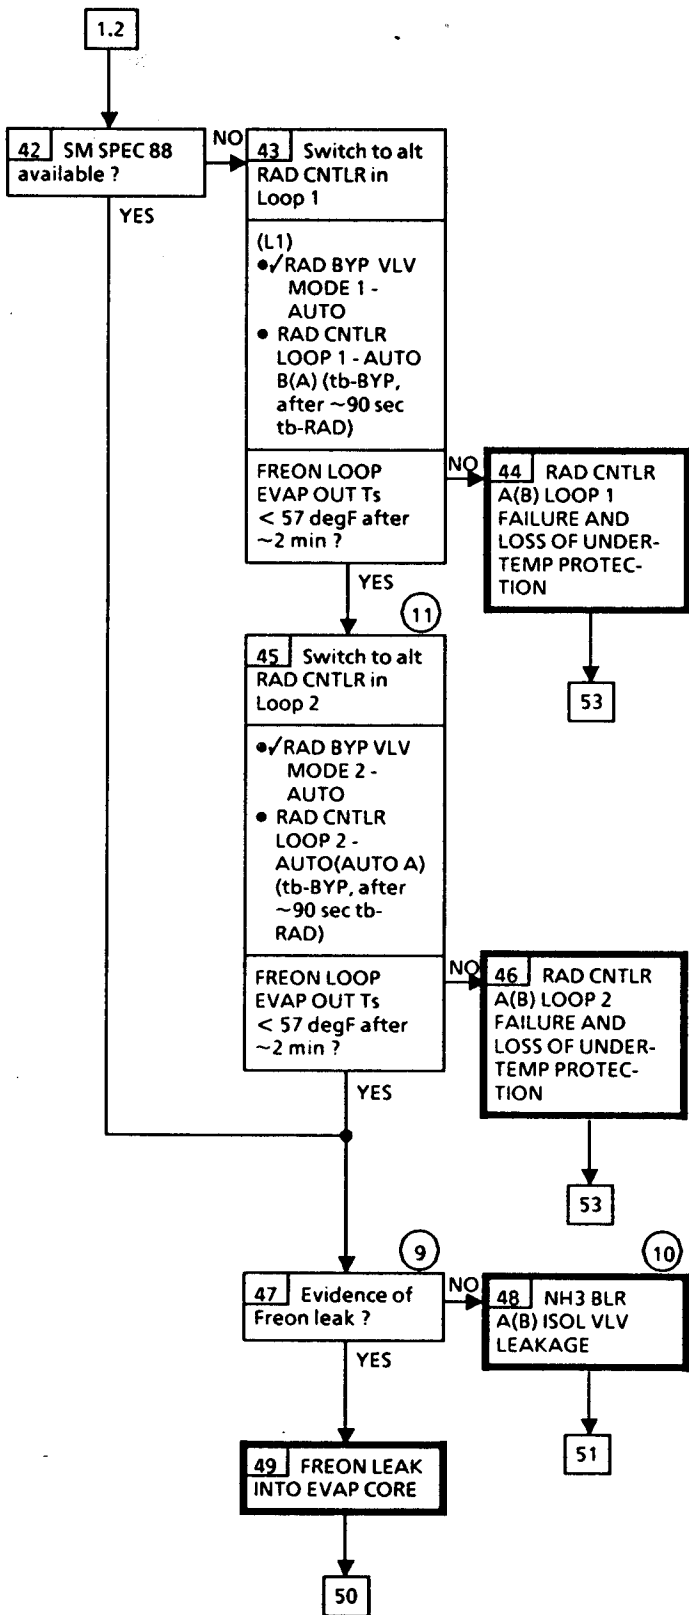 1.2
42 SM SPEC 88
available ?
NO
YES
43 Switch to alt
RAD CNTLR in
Loop 1
(L1)
●✓RAD BYP VLV
MODE 1 -
AUTO
● RAD CNTLR
LOOP 1 - AUTO
B(A) (tb-BYP,
after ~90 sec
tb-RAD)
FREON LOOP
EVAP OUT Ts
< 57 degF after
~2 min ?
NO
YES
44 RAD CNTLR
A(B) LOOP 1
FAILURE AND
LOSS OF UNDER-
TEMP PROTEC-
TION
53
11
45 Switch to alt
RAD CNTLR in
Loop 2
●✓RAD BYP VLV
MODE 2 -
AUTO
● RAD CNTLR
LOOP 2 -
AUTO(AUTO A)
(tb-BYP, after
~90 sec tb-
RAD)
FREON LOOP
EVAP OUT Ts
< 57 degF after
~2 min ?
NO
YES
46 RAD CNTLR
A(B) LOOP 2
FAILURE AND
LOSS OF UNDER-
TEMP PROTEC-
TION
53
9
47 Evidence of
Freon leak ?
NO
YES
10
48 NH3 BLR
A(B) ISOL VLV
LEAKAGE
51
49 FREON LEAK
INTO EVAP CORE
50